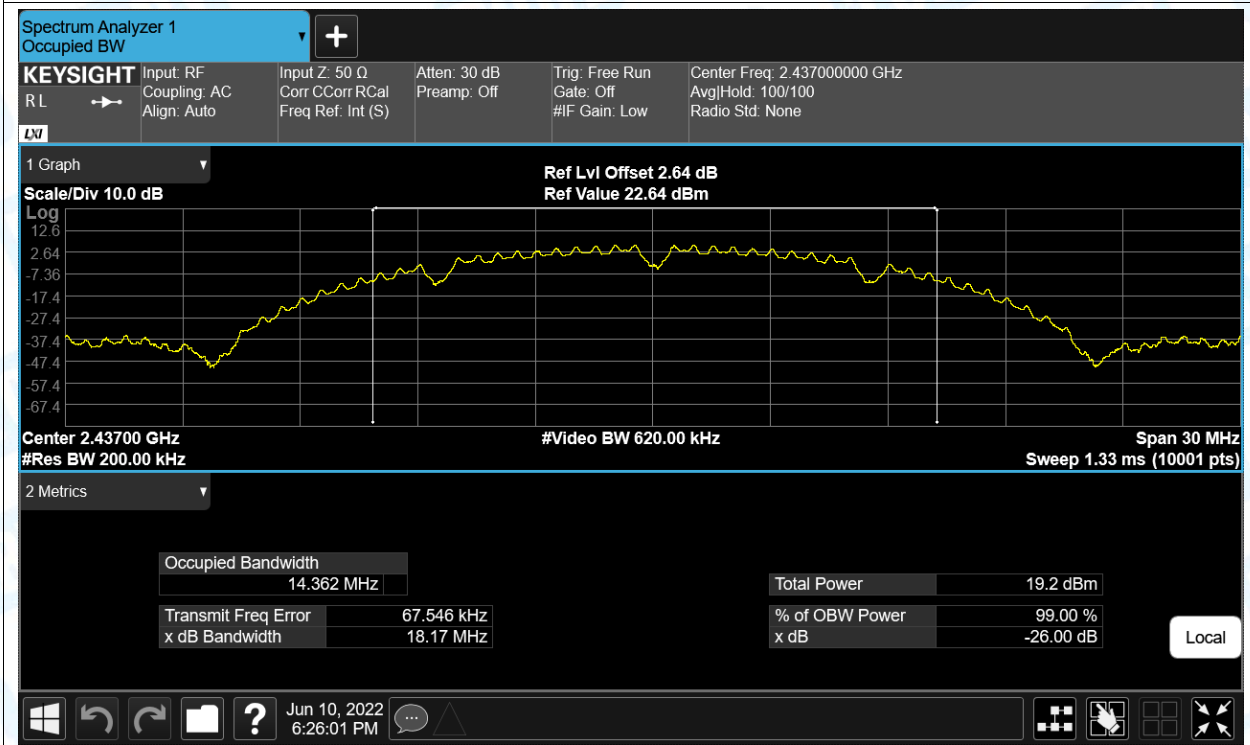 Spectrum Analyzer 1
Occupied BW
KEYSIGHT
R L
LXI
Input: RF
Coupling: AC
Align: Auto
Input Z: 50 Ω
Corr CCorr RCal
Freq Ref: Int (S)
Atten: 30 dB
Preamp: Off
Trig: Free Run
Gate: Off
#IF Gain: Low
Center Freq: 2.437000000 GHz
Avg|Hold: 100/100
Radio Std: None
1 Graph
Scale/Div 10.0 dB
Ref Lvl Offset 2.64 dB
Ref Value 22.64 dBm
Log
12.6
2.64
-7.36
-17.4
-27.4
-37.4
-47.4
-57.4
-67.4
Center 2.43700 GHz
#Video BW 620.00 kHz
Span 30 MHz
#Res BW 200.00 kHz
Sweep 1.33 ms (10001 pts)
2 Metrics
Occupied Bandwidth
14.362 MHz
Total Power 19.2 dBm
Transmit Freq Error 67.546 kHz
% of OBW Power 99.00 %
x dB Bandwidth 18.17 MHz
x dB -26.00 dB
Local
?
Jun 10, 2022
6:26:01 PM